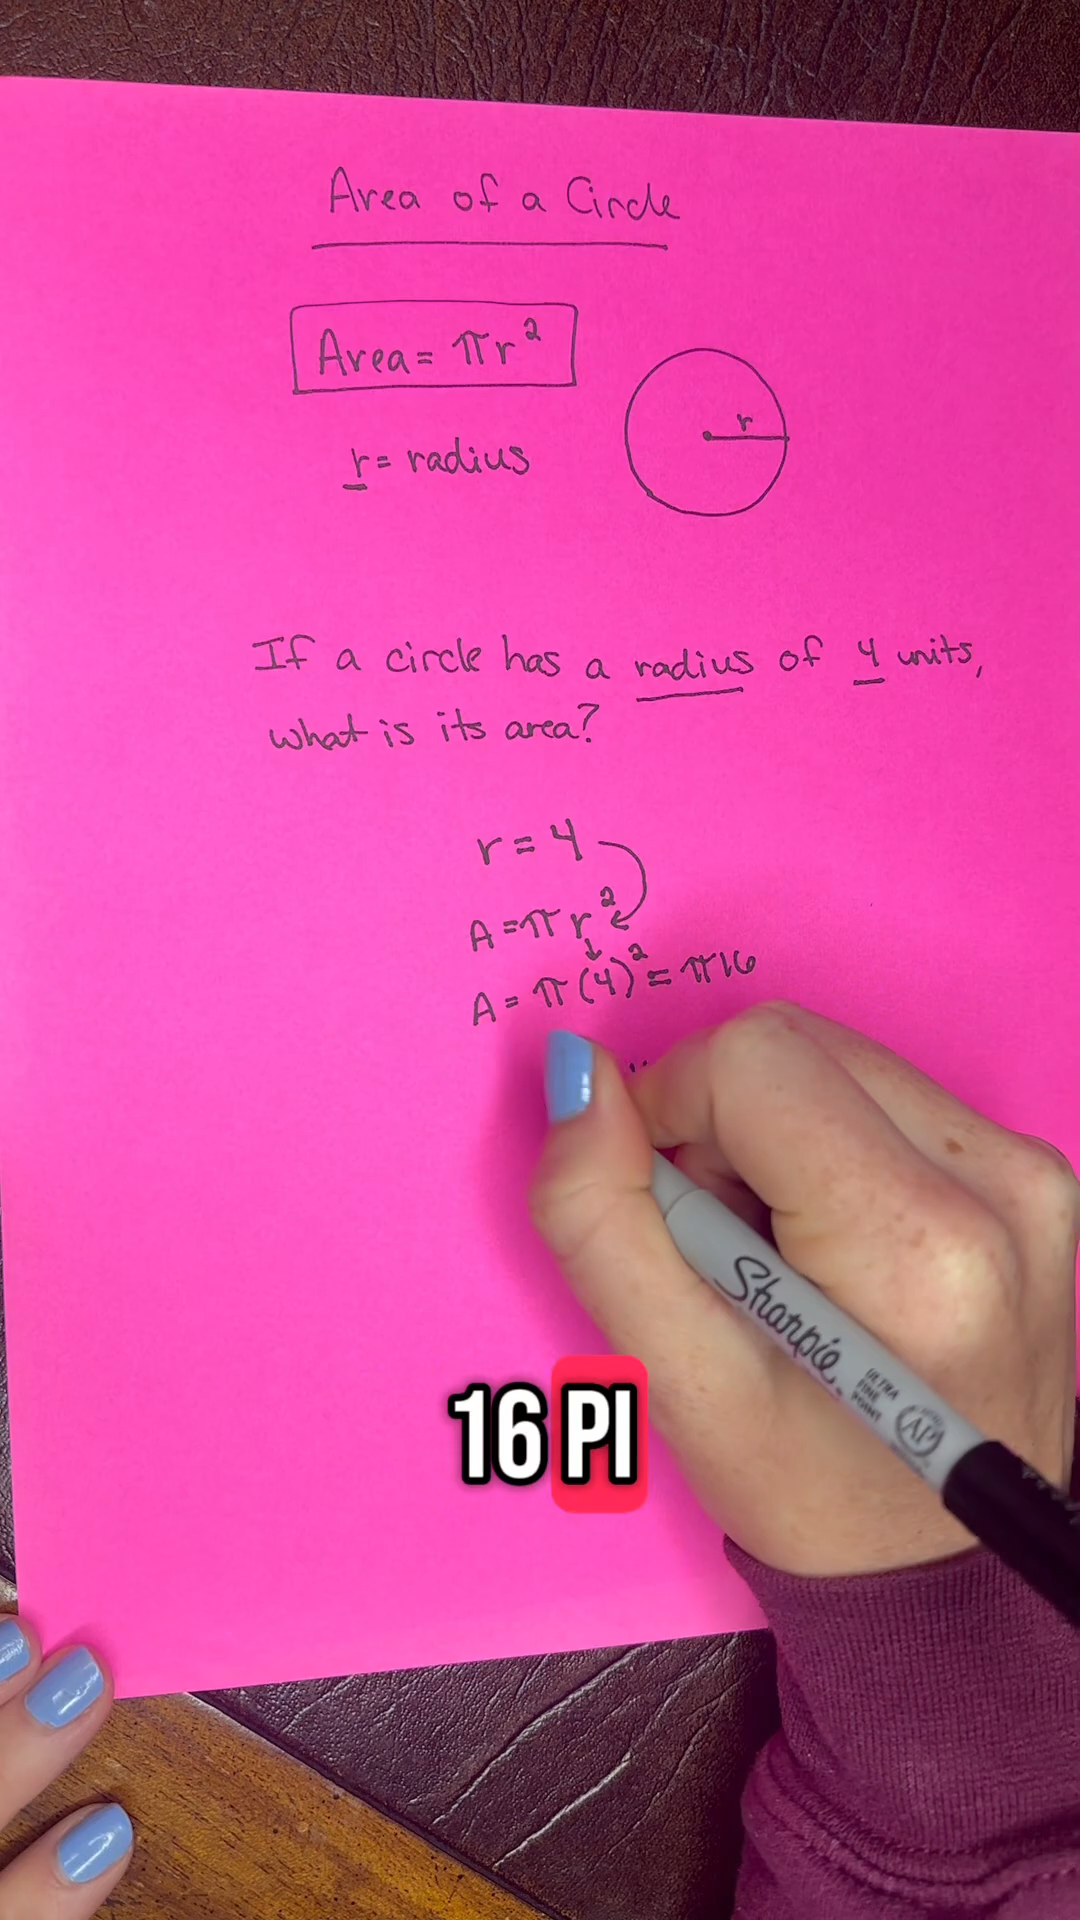 Area of a Circle
Area = πr²
r
r = radius
If a circle has a radius of 4 units,
what is its area?
r = 4
A = πr²
A = π(4)² = π16
Sharpie
ULTRA
FINE
POINT
AP
16 PI